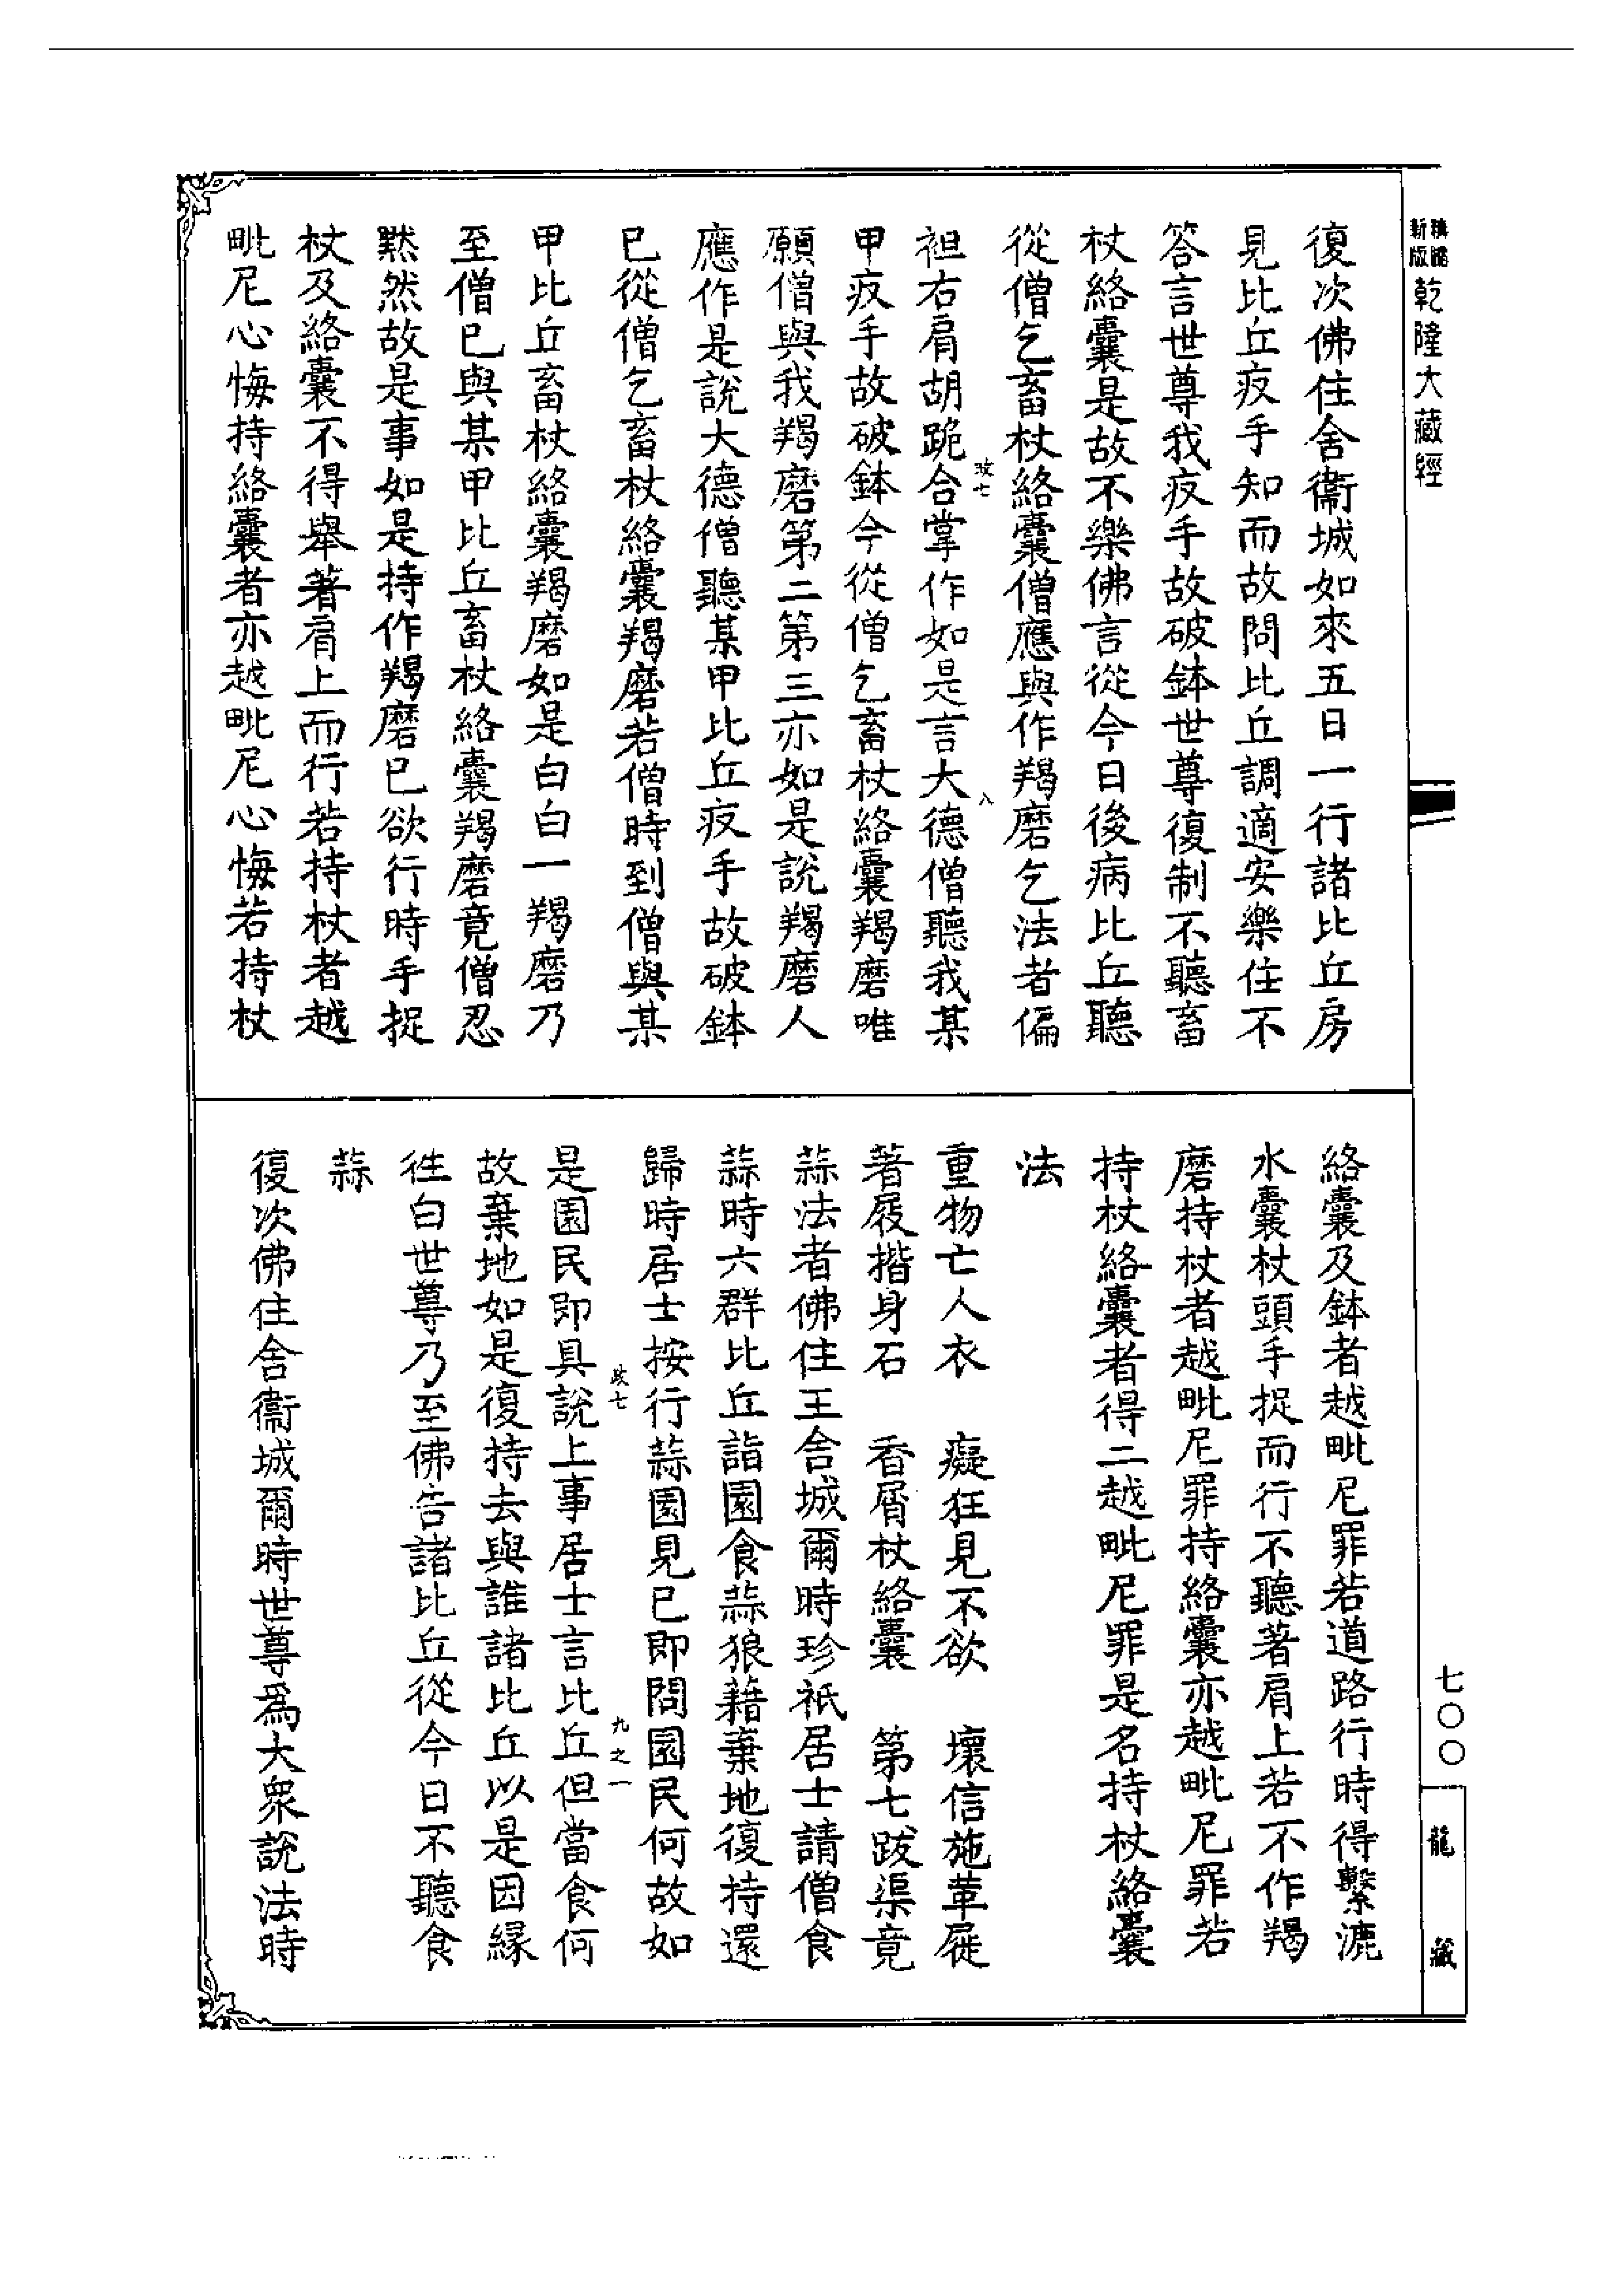 新版精縮乾隆大藏經
復次佛住舍衞城如來五日一行諸比丘房
見比丘疲手知而故問比丘調適安樂住不
答言世尊我疲手故破鉢世尊復制不聽畜
杖絡囊是故不樂佛言從今日後病比丘聽
從僧乞畜杖絡囊僧應與作羯磨乞法者偏
袒右肩胡跪合掌作如是言大德僧聽我某
甲疲手故破鉢今從僧乞畜杖絡囊羯磨唯
願僧與我羯磨第二第三亦如是說羯磨人
應作是說大德僧聽某甲比丘疲手故破鉢
已從僧乞畜杖絡囊羯磨若僧時到僧與某
甲比丘畜杖絡囊羯磨如是白白一羯磨乃
至僧已與某甲比丘畜杖絡囊羯磨竟僧忍
黙然故是事如是持作羯磨已欲行時手捉
杖及絡囊不得舉著肩上而行若持杖者越
毗尼心悔持絡囊者亦越毗尼心悔若持杖
絡囊及鉢者越毗尼罪若道路行時得繫漉
水囊杖頭手捉而行不聽著肩上若不作羯
磨持杖者越毗尼罪持絡囊亦越毗尼罪若
持杖絡囊者得二越毗尼罪是名持杖絡囊
法
重物亡人衣 癡狂見不欲 壞信施革屣
著屐揩身石 香屑杖絡囊 第七跋渠竟
蒜法者佛住王舍城爾時珍祇居士請僧食
蒜時六群比丘詣園食蒜狼藉棄地復持還
歸時居士按行蒜園見已即問園民何故如
是園民即具說上事居士言比丘但當食何
故棄地如是復持去與誰諸比丘以是因緣
徃白世尊乃至佛告諸比丘從今日不聽食
蒜
復次佛住舍衞城爾時世尊爲大衆說法時
七〇〇
龍藏